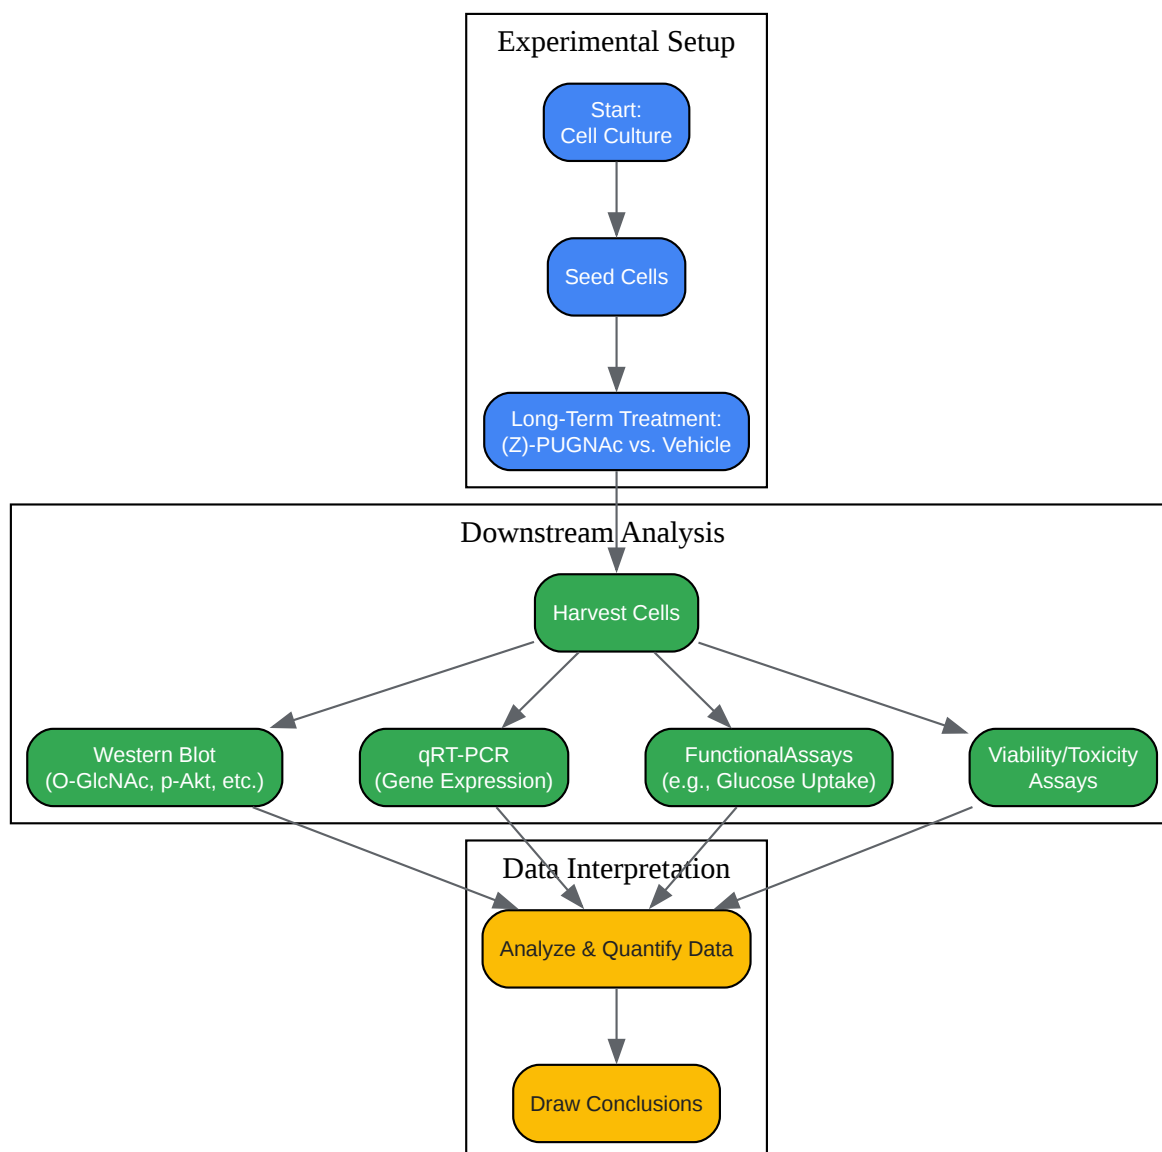 Experimental Setup
Start:
Cell Culture
Seed Cells
Long-Term Treatment:
(Z)-PUGNAc vs. Vehicle
Downstream Analysis
Harvest Cells
Western Blot
(O-GlcNAc, p-Akt, etc.)
qRT-PCR
(Gene Expression)
FunctionalAssays
(e.g., Glucose Uptake)
Viability/Toxicity
Assays
Data Interpretation
Analyze & Quantify Data
Draw Conclusions